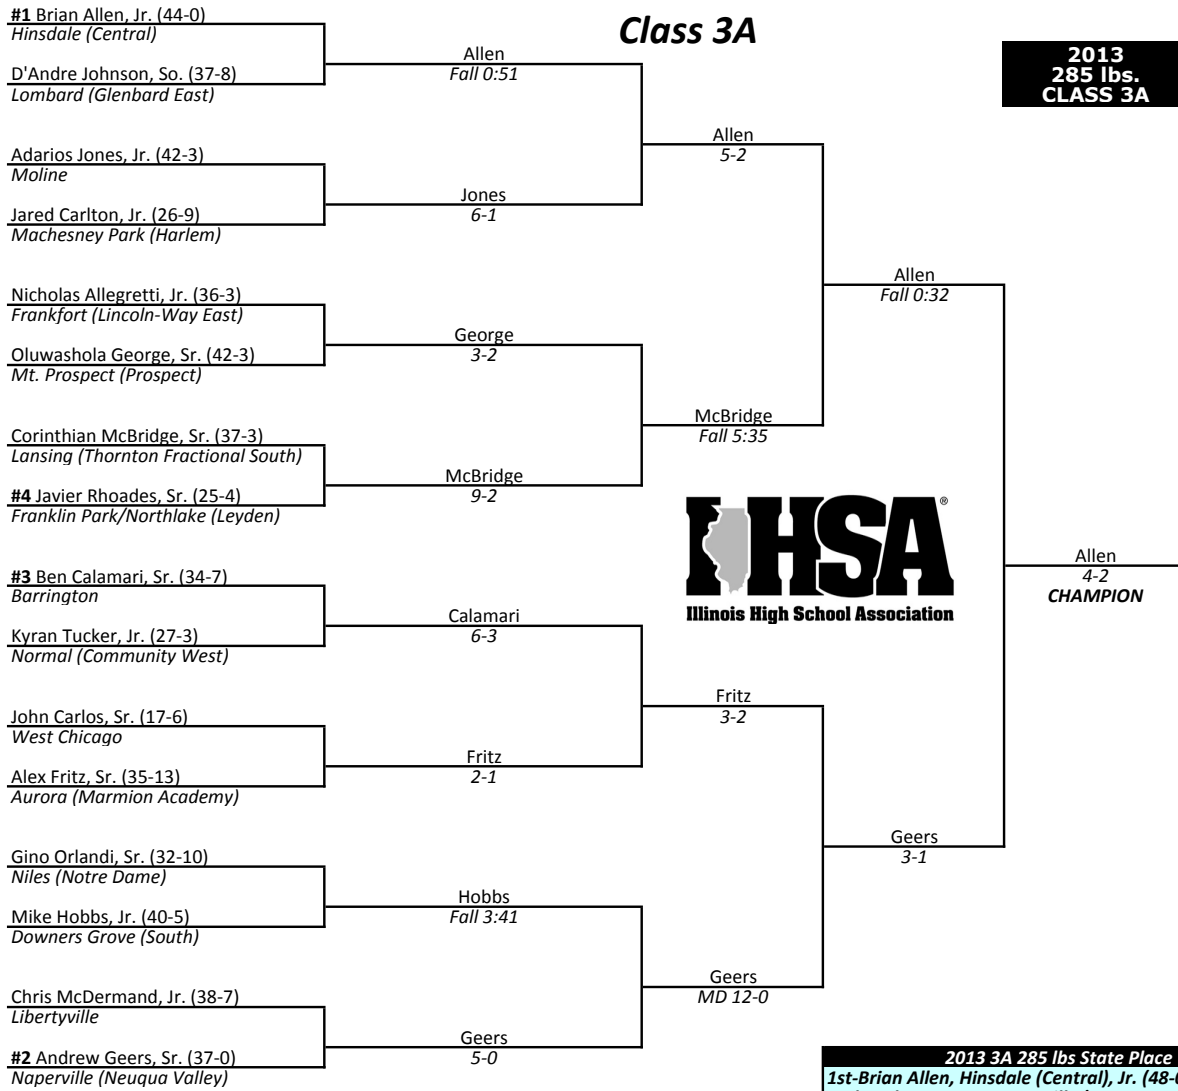 #1 Brian Allen, Jr. (44-0)
Hinsdale (Central)
D'Andre Johnson, So. (37-8)
Lombard (Glenbard East)
Adarios Jones, Jr. (42-3)
Moline
Jared Carlton, Jr. (26-9)
Machesney Park (Harlem)
Nicholas Allegretti, Jr. (36-3)
Frankfort (Lincoln-Way East)
Oluwashola George, Sr. (42-3)
Mt. Prospect (Prospect)
Corinthian McBridge, Sr. (37-3)
Lansing (Thornton Fractional South)
#4 Javier Rhoades, Sr. (25-4)
Franklin Park/Northlake (Leyden)
#3 Ben Calamari, Sr. (34-7)
Barrington
Kyran Tucker, Jr. (27-3)
Normal (Community West)
John Carlos, Sr. (17-6)
West Chicago
Alex Fritz, Sr. (35-13)
Aurora (Marmion Academy)
Gino Orlandi, Sr. (32-10)
Niles (Notre Dame)
Mike Hobbs, Jr. (40-5)
Downers Grove (South)
Chris McDermand, Jr. (38-7)
Libertyville
#2 Andrew Geers, Sr. (37-0)
Naperville (Neuqua Valley)
Allen
Fall 0:51
Jones
6-1
George
3-2
McBridge
9-2
Calamari
6-3
Fritz
2-1
Hobbs
Fall 3:41
Geers
5-0
Class 3A
Allen
5-2
McBridge
Fall 5:35
IHSA®
Illinois High School Association
Fritz
3-2
Geers
MD 12-0
Allen
Fall 0:32
Geers
3-1
2013
285 lbs.
CLASS 3A
Allen
4-2
CHAMPION
2013 3A 285 lbs State Place
1st-Brian Allen, Hinsdale (Central), Jr. (48-0